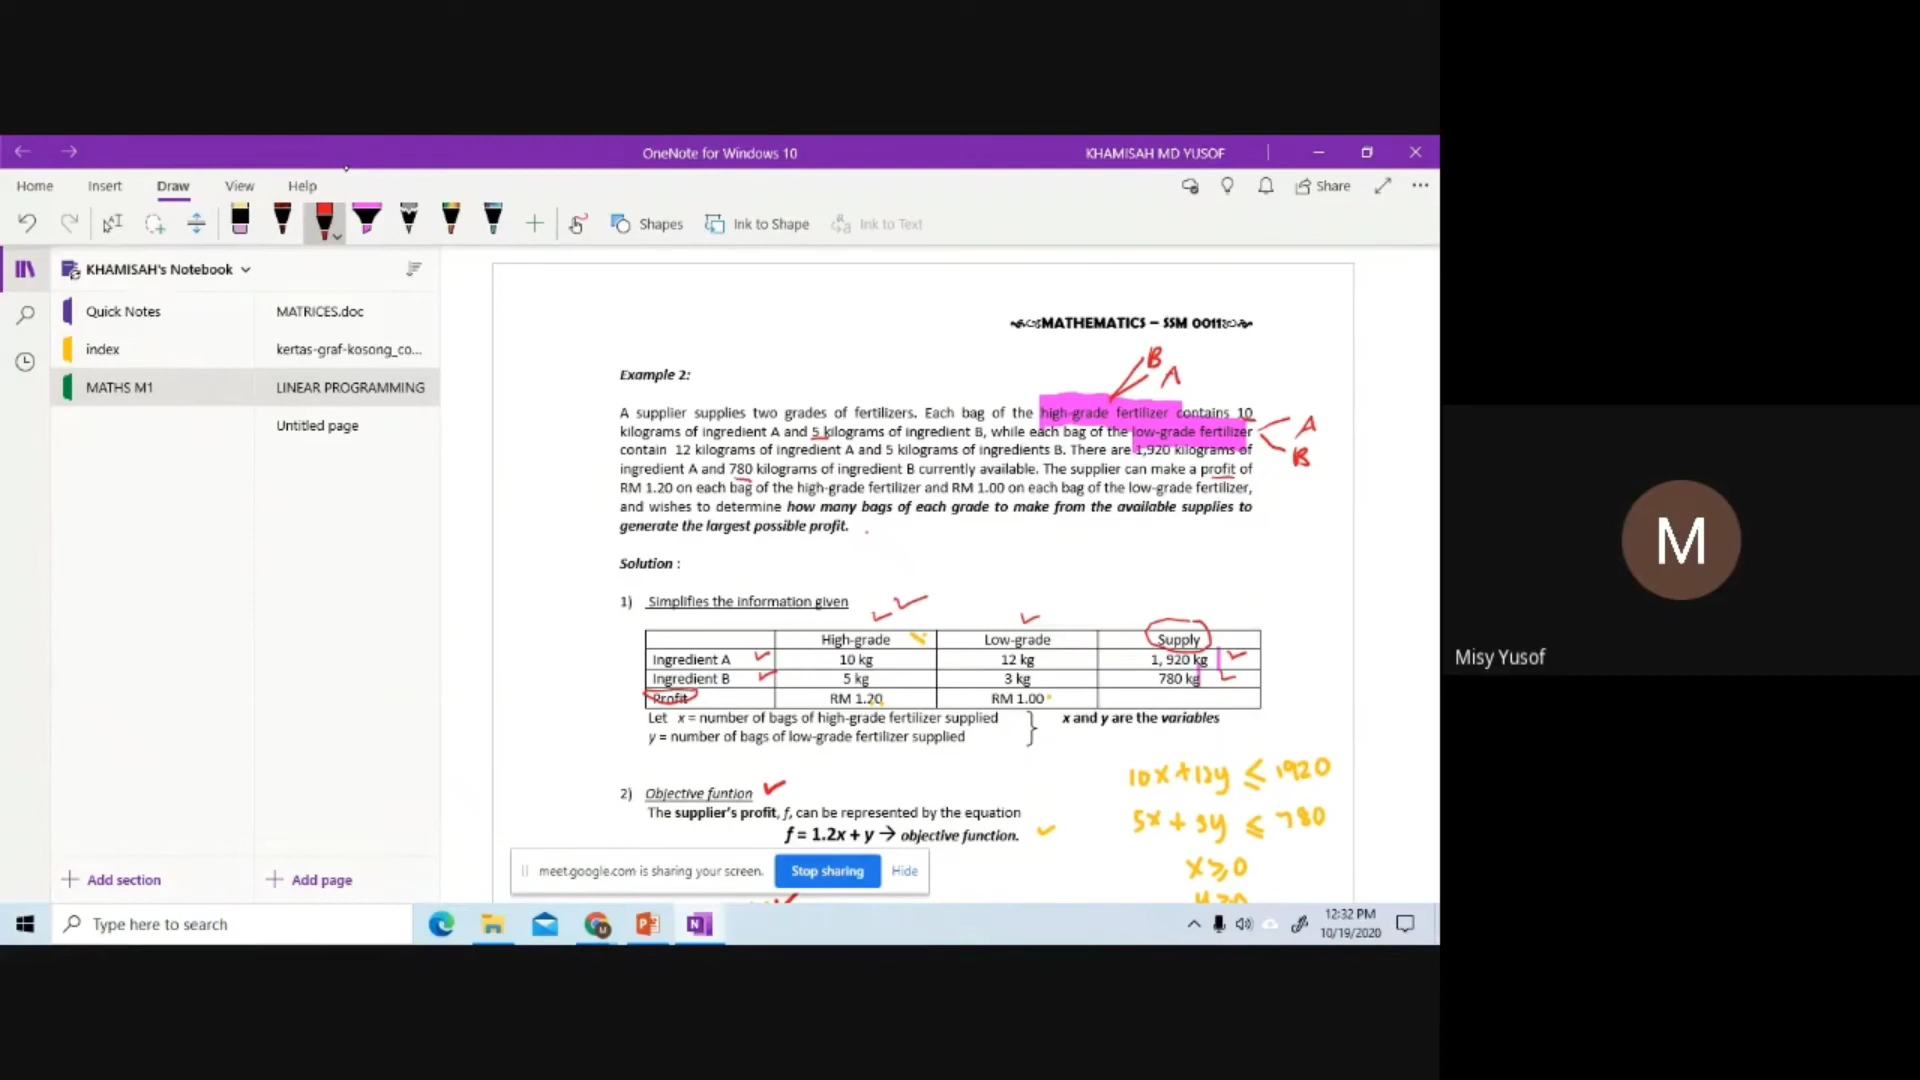 OneNote for Windows 10
KHAMISAH MD YUSOF
Home Insert Draw View Help
Share
Shapes Ink to Shape Ink to Text
KHAMISAH's Notebook
Quick Notes
index
MATHS M1
MATRICES.doc
kertas-graf-kosong_co...
LINEAR PROGRAMMING
Untitled page
MATHEMATICS – SSM 0011
B
A
Example 2:
A supplier supplies two grades of fertilizers. Each bag of the high-grade fertilizer contains 10
kilograms of ingredient A and 5 kilograms of ingredient B, while each bag of the low-grade fertilizer
contain 12 kilograms of ingredient A and 5 kilograms of ingredients B. There are 1,920 kilograms of
ingredient A and 780 kilograms of ingredient B currently available. The supplier can make a profit of
RM 1.20 on each bag of the high-grade fertilizer and RM 1.00 on each bag of the low-grade fertilizer,
and wishes to determine how many bags of each grade to make from the available supplies to
generate the largest possible profit.
A
B
Solution :
1) Simplifies the information given
High-grade Low-grade Supply
Ingredient A 10 kg 12 kg 1, 920 kg
Ingredient B 5 kg 3 kg 780 kg
Profit RM 1.20 RM 1.00
Let x = number of bags of high-grade fertilizer supplied
y = number of bags of low-grade fertilizer supplied
x and y are the variables
2) Objective funtion
The supplier's profit, f, can be represented by the equation
f = 1.2x + y → objective function.
10x + 12y ≤ 1920
5x + 3y ≤ 780
x ≥ 0
y ≥ 0
meet.google.com is sharing your screen. Stop sharing Hide
Add section Add page
Type here to search
12:32 PM
10/19/2020
M
Misy Yusof